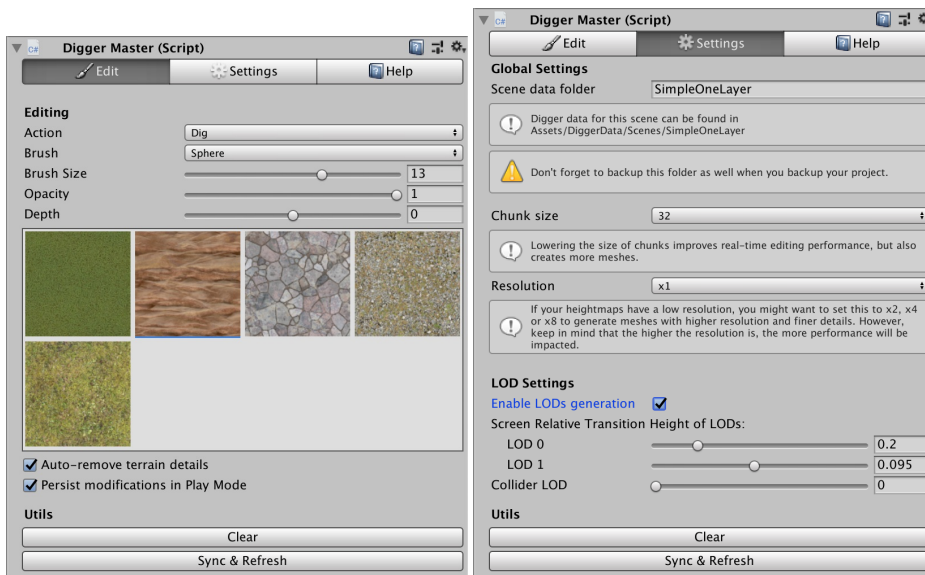 C# Digger Master (Script)
Edit Settings Help
Editing
Action Dig
Brush Sphere
Brush Size 13
Opacity 1
Depth 0
Auto-remove terrain details
Persist modifications in Play Mode
Utils
Clear
Sync & Refresh
C# Digger Master (Script)
Edit Settings Help
Global Settings
Scene data folder SimpleOneLayer
Digger data for this scene can be found in
Assets/DiggerData/Scenes/SimpleOneLayer
Don't forget to backup this folder as well when you backup your project.
Chunk size 32
Lowering the size of chunks improves real-time editing performance, but also
creates more meshes.
Resolution x1
If your heightmaps have a low resolution, you might want to set this to x2, x4
or x8 to generate meshes with higher resolution and finer details. However,
keep in mind that the higher the resolution is, the more performance will be
impacted.
LOD Settings
Enable LODs generation
Screen Relative Transition Height of LODs:
LOD 0 0.2
LOD 1 0.095
Collider LOD 0
Utils
Clear
Sync & Refresh